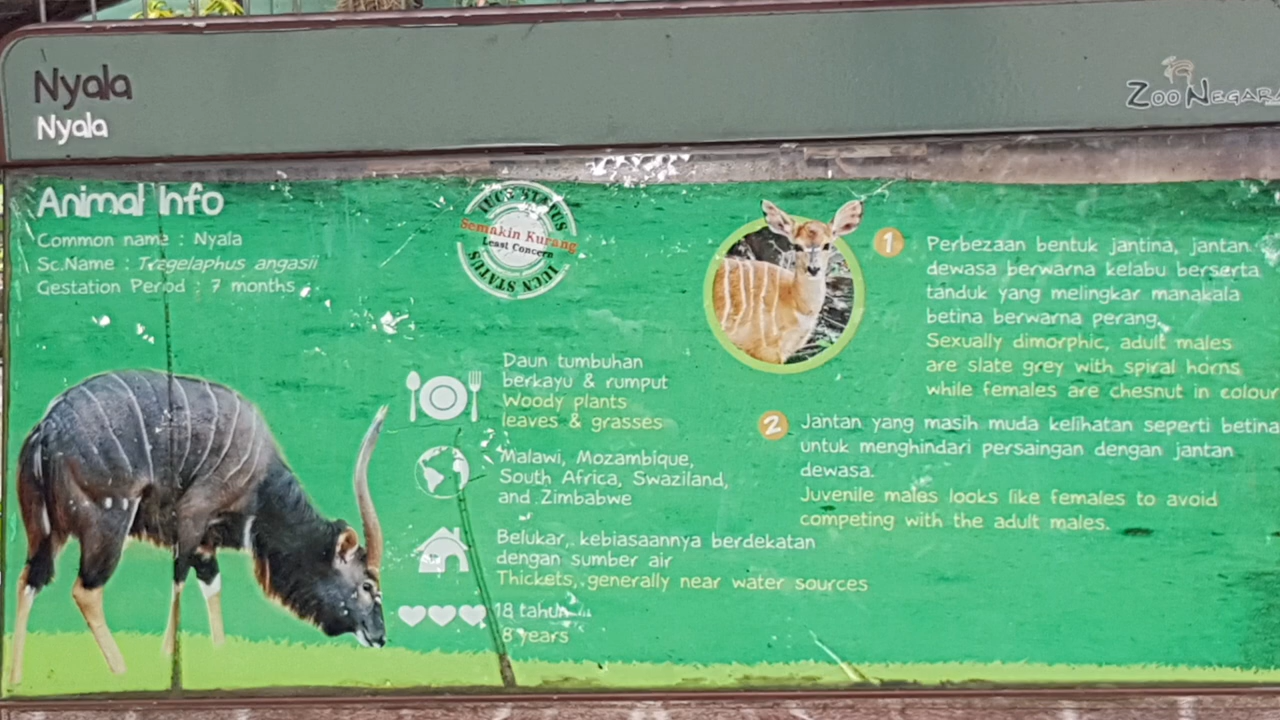 Nyala
Nyala
ZOO NEGARA
Animal Info
Common name : Nyala
Sc.Name : Tragelaphus angasii
Gestation Period : 7 months
IUCN STATUS
Semakin Kurang
Least Concern
IUCN STATUS
Daun tumbuhan
berkayu & rumput
Woody plants
leaves & grasses
Malawi, Mozambique,
South Africa, Swaziland,
and Zimbabwe
Belukar, kebiasaannya berdekatan
dengan sumber air
Thickets, generally near water sources
18 tahun
8 years
1
Perbezaan bentuk jantina, jantan
dewasa berwarna kelabu berserta
tanduk yang melingkar manakala
betina berwarna perang.
Sexually dimorphic, adult males
are slate grey with spiral horns
while females are chesnut in colour
2
Jantan yang masih muda kelihatan seperti betina
untuk menghindari persaingan dengan jantan
dewasa.
Juvenile males looks like females to avoid
competing with the adult males.